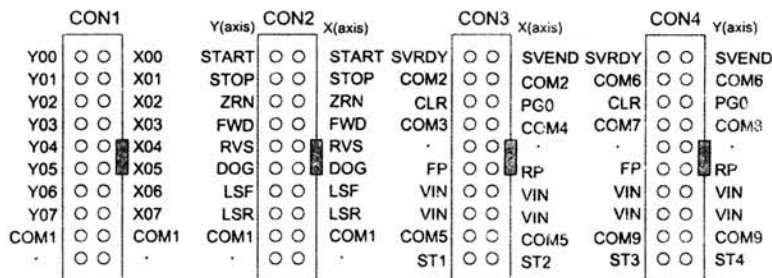 CON1 Y(axis) CON2 X(axis) CON3 X(axis) CON4 Y(axis)
Y00 X00 START START SVRDY SVEND SVRDY SVEND
Y01 X01 STOP STOP COM2 COM2 COM6 COM6
Y02 X02 ZRN ZRN CLR PG0 CLR PG0
Y03 X03 FWD FWD COM3 COM4 COM7
Y04 X04 RVS RVS · · · ·
Y05 X05 DOG DOG FP RP FP RP
Y06 X06 LSF LSF VIN VIN VIN VIN
Y07 X07 LSR LSR VIN VIN VIN VIN
COM1 COM1 COM1 COM1 COM5 COM5 COM9 COM9
· · · · ST1 ST2 ST3 ST4